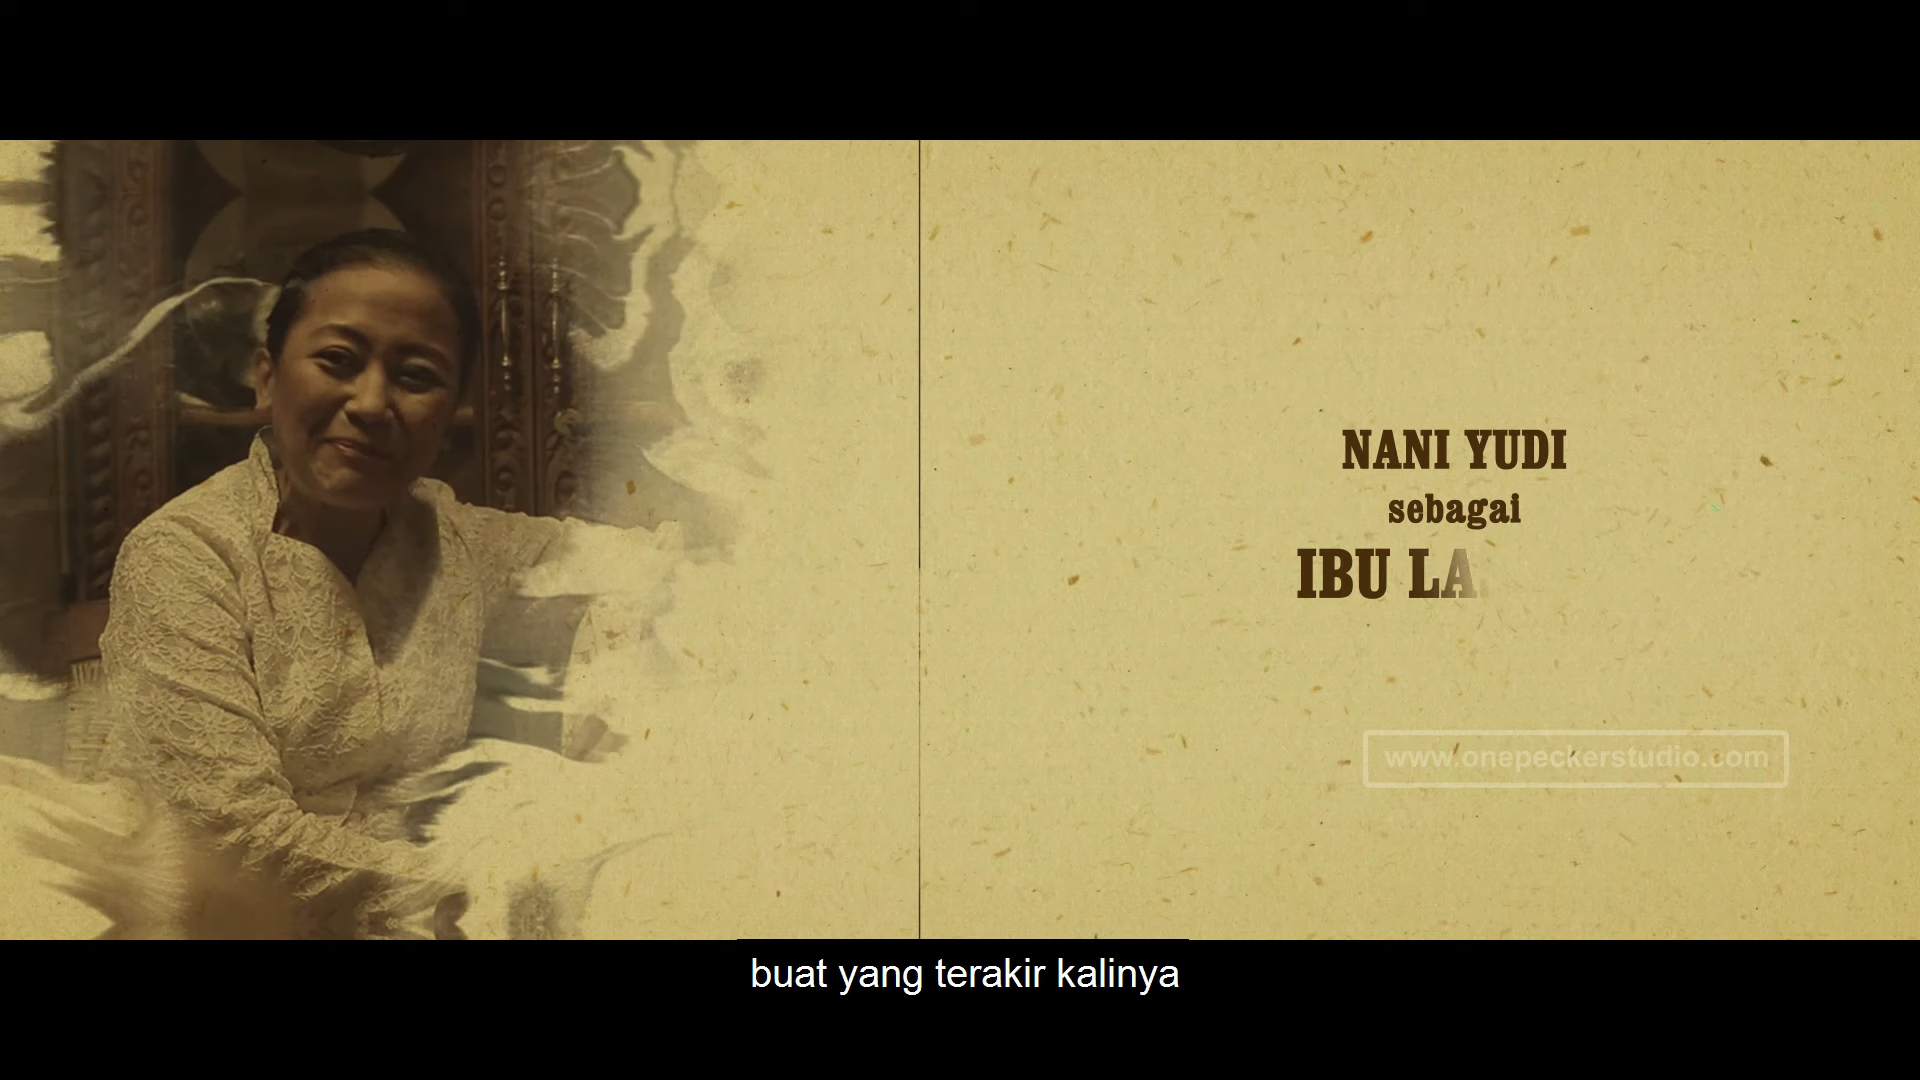 NANI YUDI
sebagai
IBU LA
www.onepeckerstudio.com
buat yang terakir kalinya